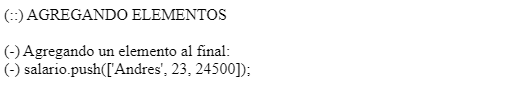 (::) AGREGANDO ELEMENTOS
(-) Agregando un elemento al final:
(-) salario.push(['Andres', 23, 24500]);